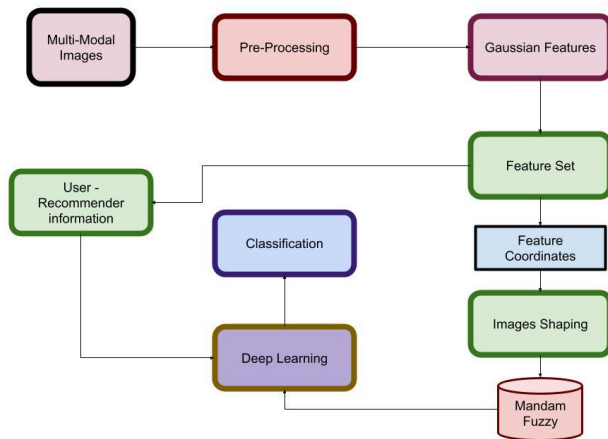 Multi-Modal
Images
Pre-Processing
Gaussian Features
Feature Set
User -
Recommender
information
Classification
Feature
Coordinates
Images Shaping
Deep Learning
Mandam
Fuzzy